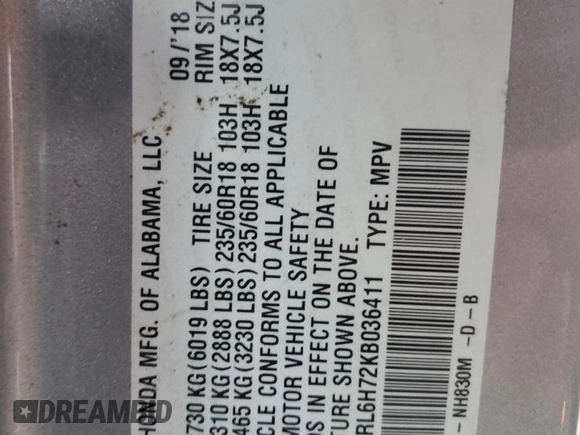 HONDA MFG. OF ALABAMA, LLC 09/'18
730 KG(6019 LBS) TIRE SIZE RIM SIZ
310 KG(2888 LBS) 235/60R18 103H 18X7.5J
465 KG(3230 LBS) 235/60R18 103H 18X7.5J
CLE CONFORMS TO ALL APPLICABLE
MOTOR VEHICLE SAFETY
DS IN EFFECT ON THE DATE OF
TURE SHOWN ABOVE.
RL6H72KB036411 TYPE: MPV
- NH830M -D-B
DREAMBID